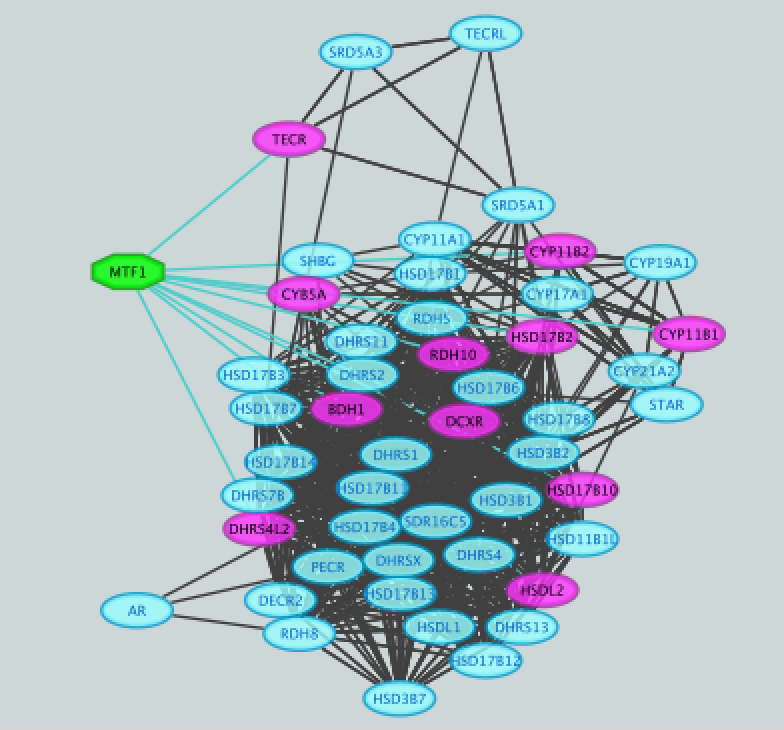 TECRL
SRD5A3
TECR
SRD5A1
CYP11A1
CYP11B2
SHBG
CYP19A1
MTF1
HSD17B1
CYB5A
CYP17A1
RDH5
CYP11B1
DHRS11
HSD17B2
RDH10
HSD17B3
DHRS2
CYP21A2
HSD17B6
STAR
HSD17B7
BDH1
DCXR
HSD17B8
DHRS1
HSD3B2
HSD17B14
HSD17B11
HSD17B10
DHRS7B
HSD3B1
SDR16C5
DHRS4L2
HSD17B4
HSD11B1L
DHRS4
DHRSX
PECR
HSDL2
HSD17B13
DECR2
AR
HSDL1
DHRS13
RDH8
HSD17B12
HSD3B7